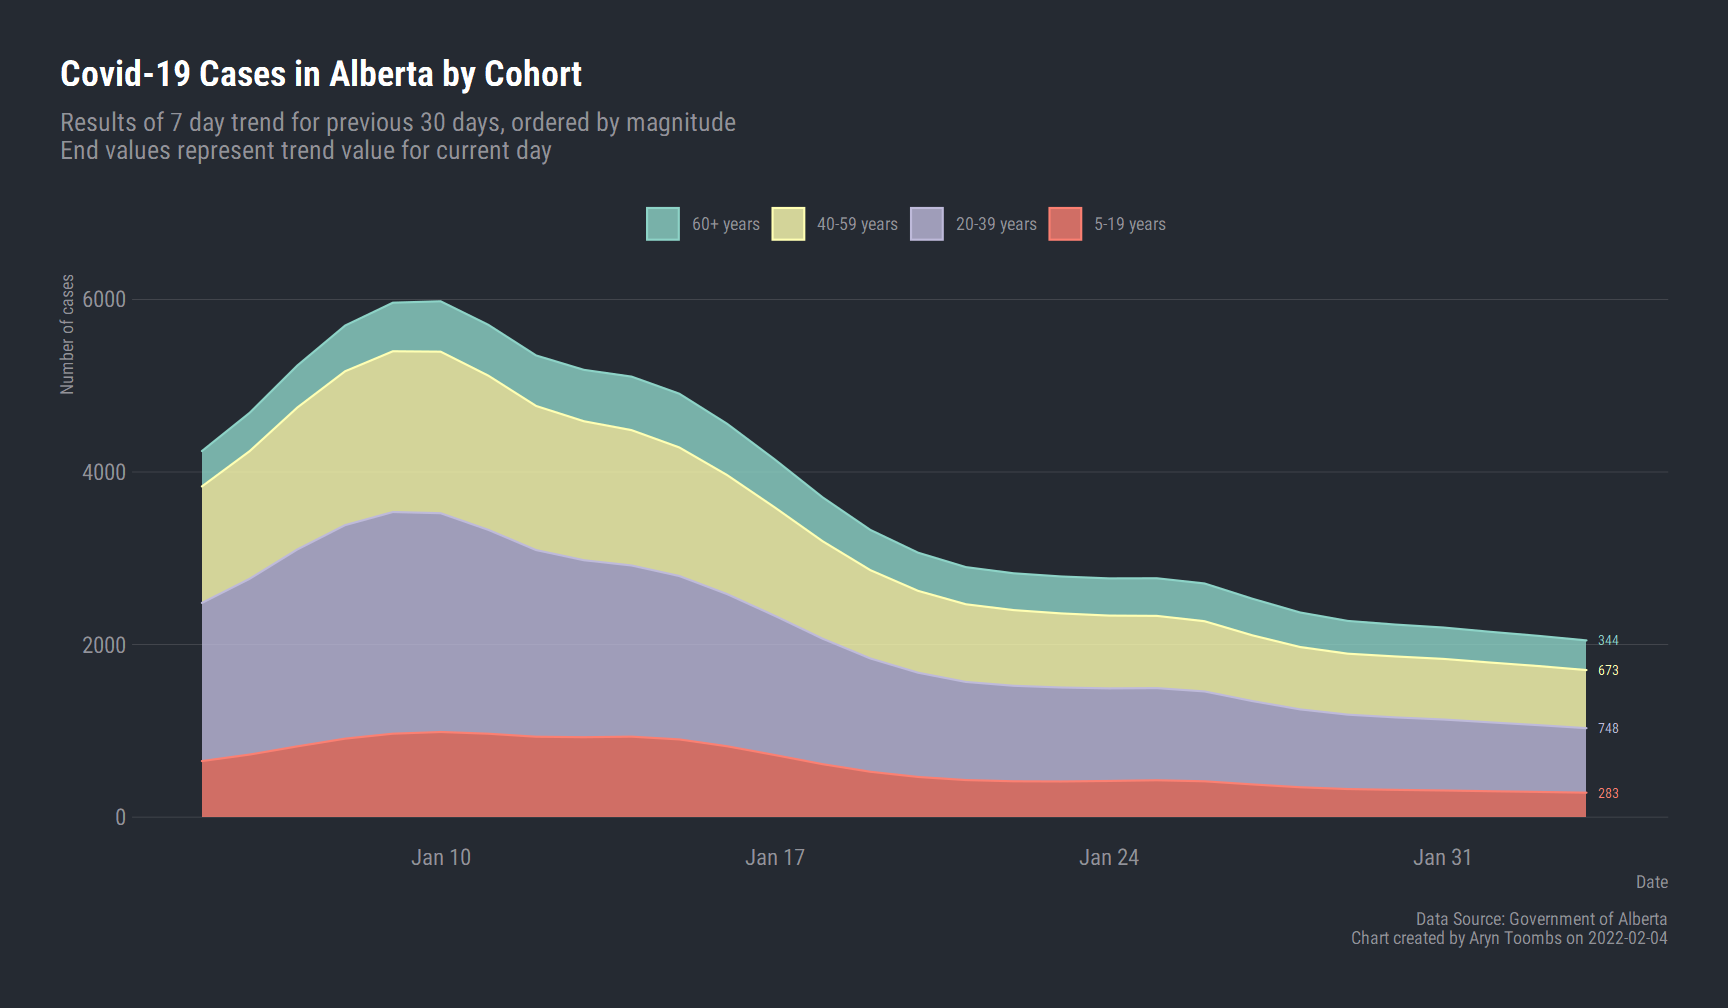 Covid-19 Cases in Alberta by Cohort
Results of 7 day trend for previous 30 days, ordered by magnitude
End values represent trend value for current day
60+ years 40-59 years 20-39 years 5-19 years
Number of cases
6000
4000
2000
0
344
673
748
283
Jan 10 Jan 17 Jan 24 Jan 31
Date
Data Source: Government of Alberta
Chart created by Aryn Toombs on 2022-02-04